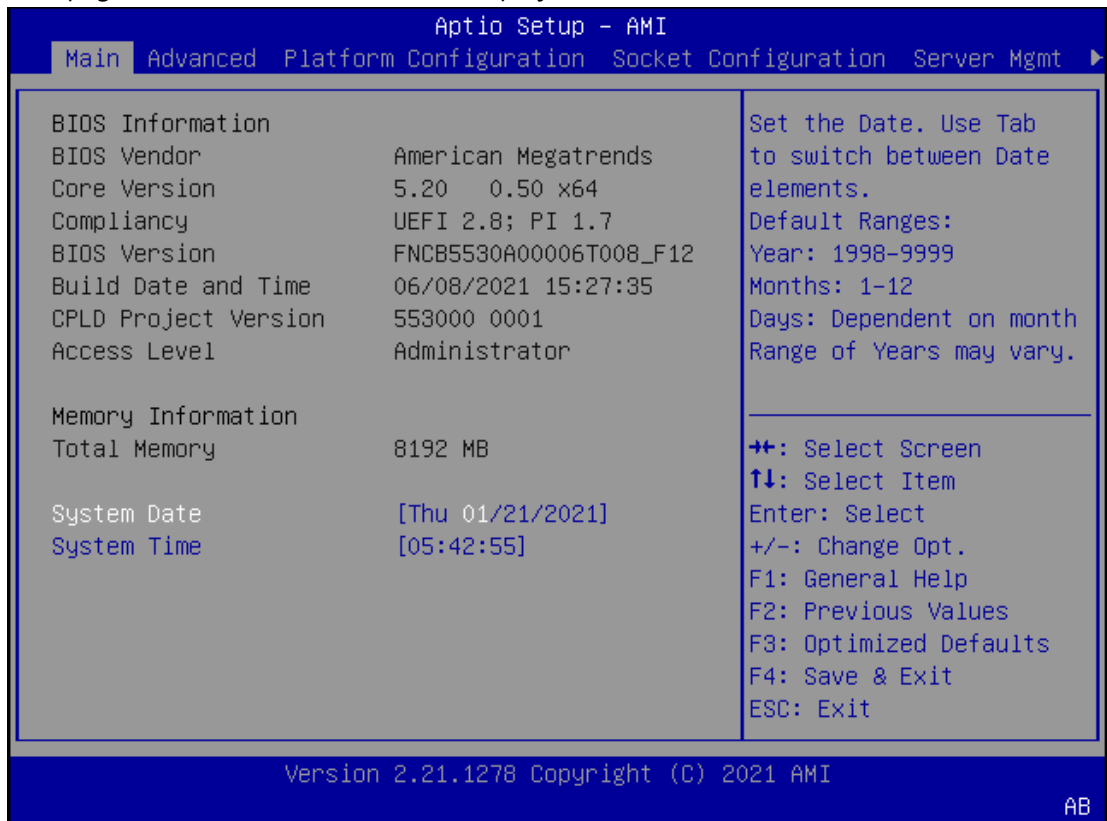 Aptio Setup - AMI
Main Advanced Platform Configuration Socket Configuration Server Mgmt ▶
BIOS Information
BIOS Vendor American Megatrends
Core Version 5.20 0.50 x64
Compliancy UEFI 2.8; PI 1.7
BIOS Version FNCB5530A00006T008_F12
Build Date and Time 06/08/2021 15:27:35
CPLD Project Version 553000 0001
Access Level Administrator
Memory Information
Total Memory 8192 MB
System Date [Thu 01/21/2021]
System Time [05:42:55]
Set the Date. Use Tab
to switch between Date
elements.
Default Ranges:
Year: 1998-9999
Months: 1-12
Days: Dependent on month
Range of Years may vary.
→←: Select Screen
↑↓: Select Item
Enter: Select
+/-: Change Opt.
F1: General Help
F2: Previous Values
F3: Optimized Defaults
F4: Save & Exit
ESC: Exit
Version 2.21.1278 Copyright (C) 2021 AMI
AB